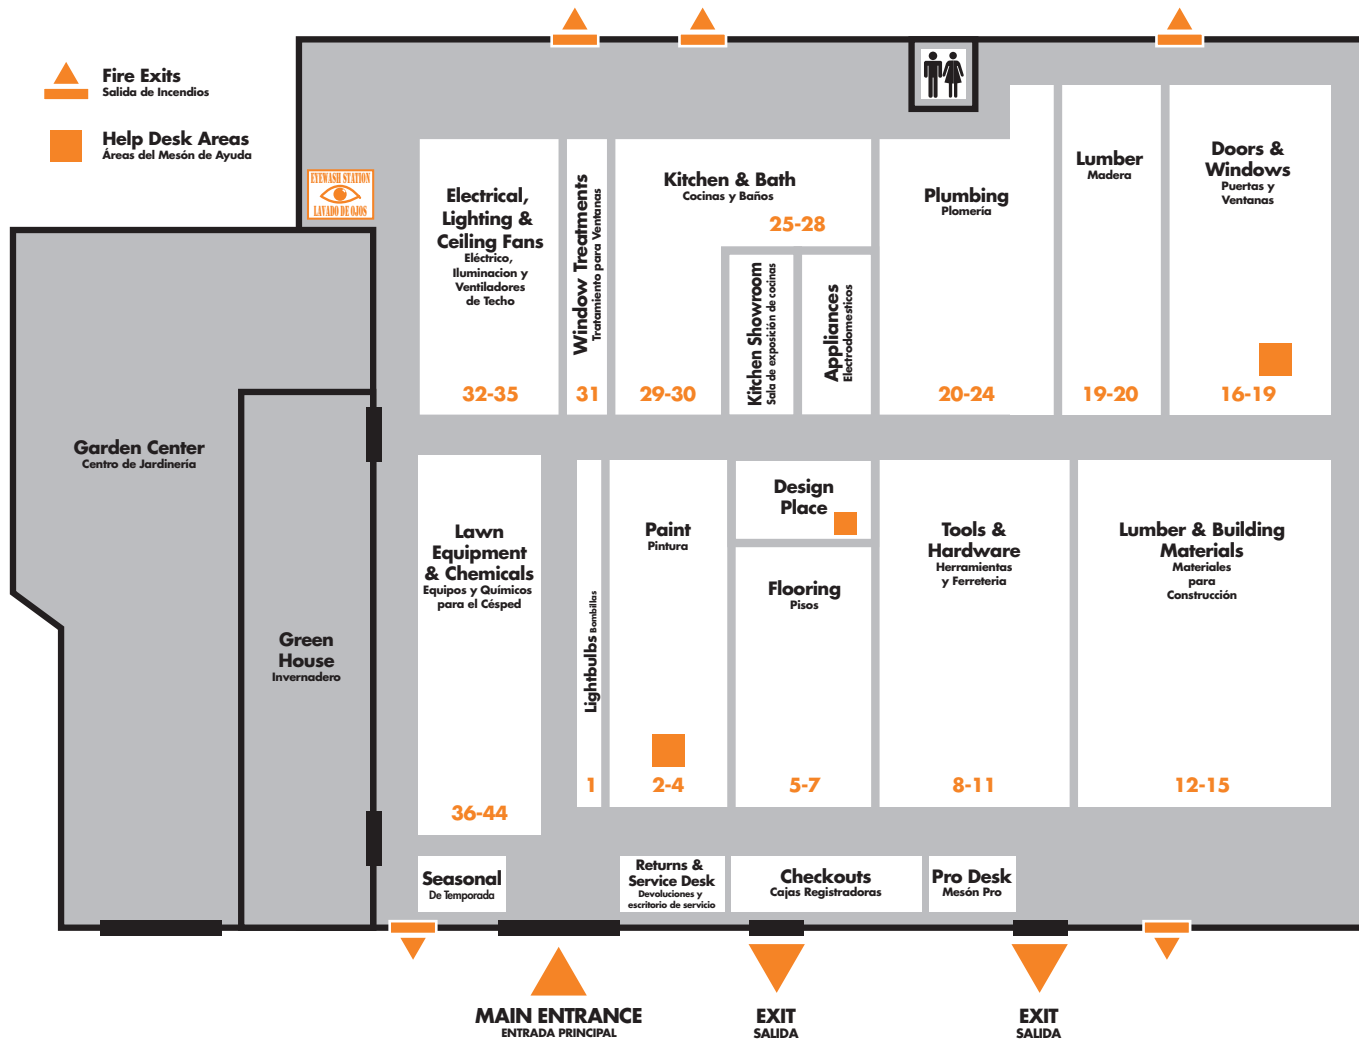 Fire Exits
Salida de Incendios
Help Desk Areas
Áreas del Mesón de Ayuda
EYEWASH STATION
LAVADO DE OJOS
Electrical,
Lighting &
Ceiling Fans
Eléctrico,
Iluminacion y
Ventiladores
de Techo
32-35
Window Treatments
Tratamiento para Ventanas
31
Kitchen & Bath
Cocinas y Baños
25-28
29-30
Kitchen Showroom
Sala de exposición de cocinas
Appliances
Electrodomesticos
Plumbing
Plomería
20-24
Lumber
Madera
19-20
Doors &
Windows
Puertas y
Ventanas
16-19
Garden Center
Centro de Jardinería
Green
House
Invernadero
Lawn
Equipment
& Chemicals
Equipos y Químicos
para el Césped
36-44
Lightbulbs Bombillas
1
Paint
Pintura
2-4
Design
Place
Flooring
Pisos
5-7
Tools &
Hardware
Herramientas
y Ferreteria
8-11
Lumber & Building
Materials
Materiales
para
Construcción
12-15
Seasonal
De Temporada
Returns &
Service Desk
Devoluciones y
escritorio de servicio
Checkouts
Cajas Registradoras
Pro Desk
Mesón Pro
MAIN ENTRANCE
ENTRADA PRINCIPAL
EXIT
SALIDA
EXIT
SALIDA